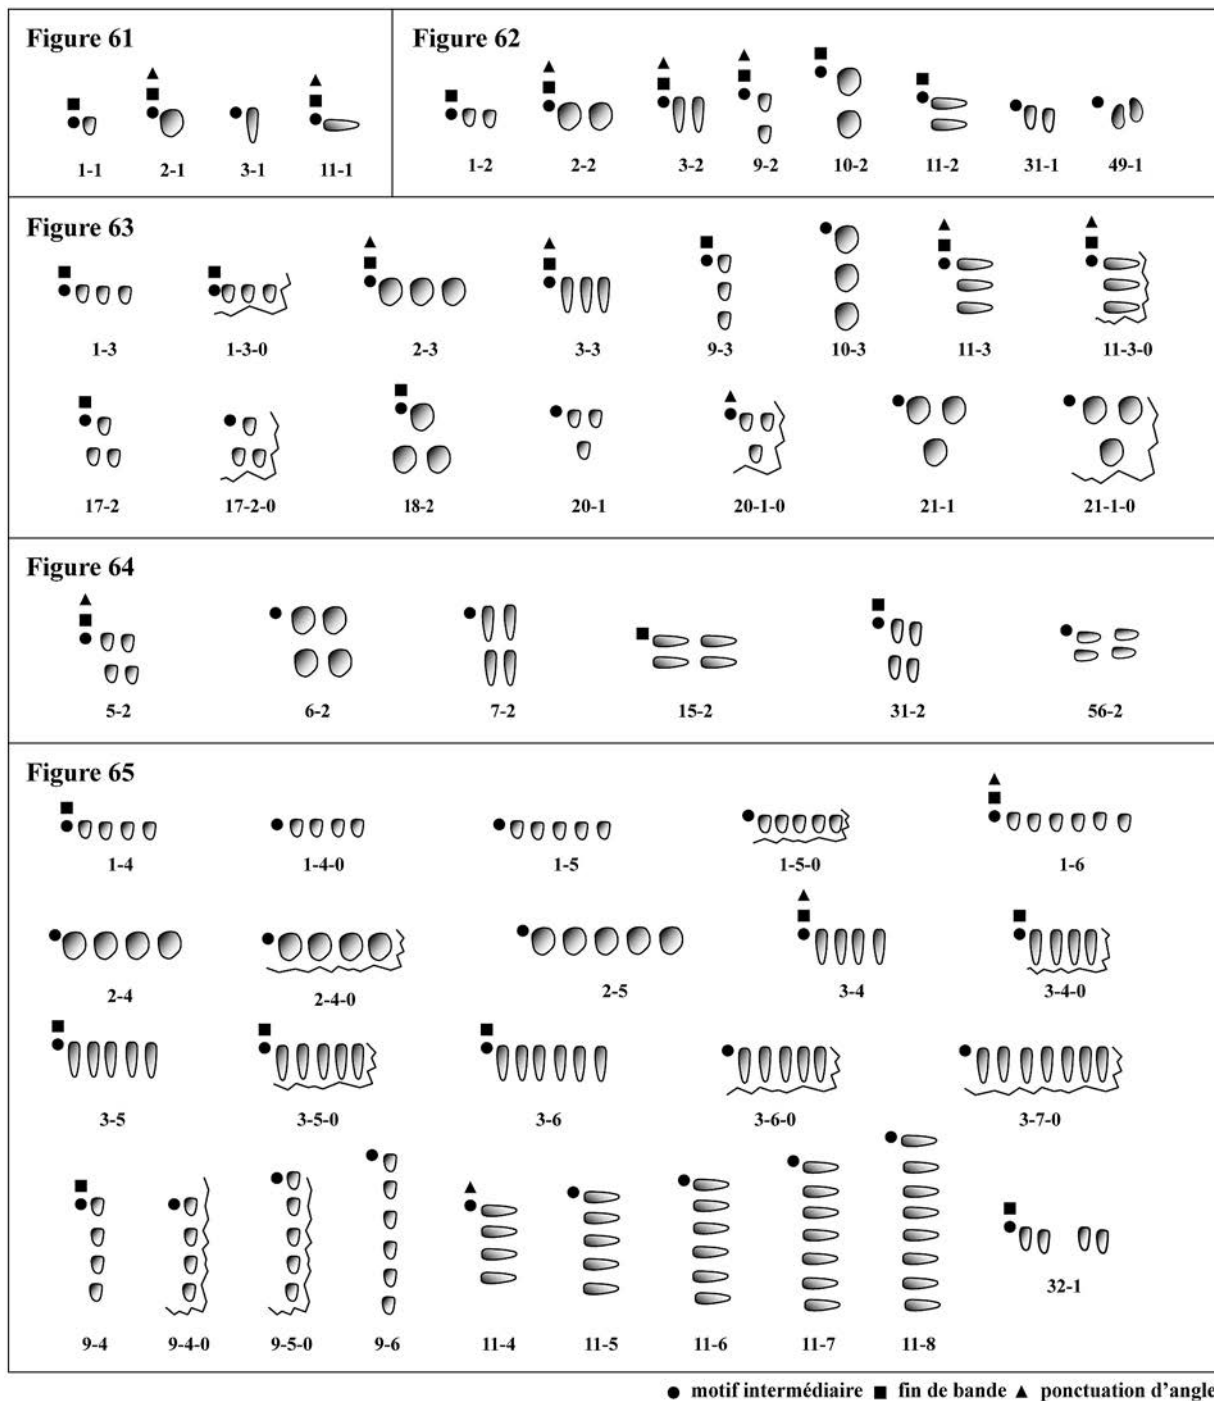 Figure 61
1-1 2-1 3-1 11-1
Figure 62
1-2 2-2 3-2 9-2 10-2 11-2 31-1 49-1
Figure 63
1-3 1-3-0 2-3 3-3 9-3 10-3 11-3 11-3-0
17-2 17-2-0 18-2 20-1 20-1-0 21-1 21-1-0
Figure 64
5-2 6-2 7-2 15-2 31-2 56-2
Figure 65
1-4 1-4-0 1-5 1-5-0 1-6
2-4 2-4-0 2-5 3-4 3-4-0
3-5 3-5-0 3-6 3-6-0 3-7-0
9-4 9-4-0 9-5-0 9-6 11-4 11-5 11-6 11-7 11-8 32-1
● motif intermédiaire ■ fin de bande ▲ ponctuation d'angle